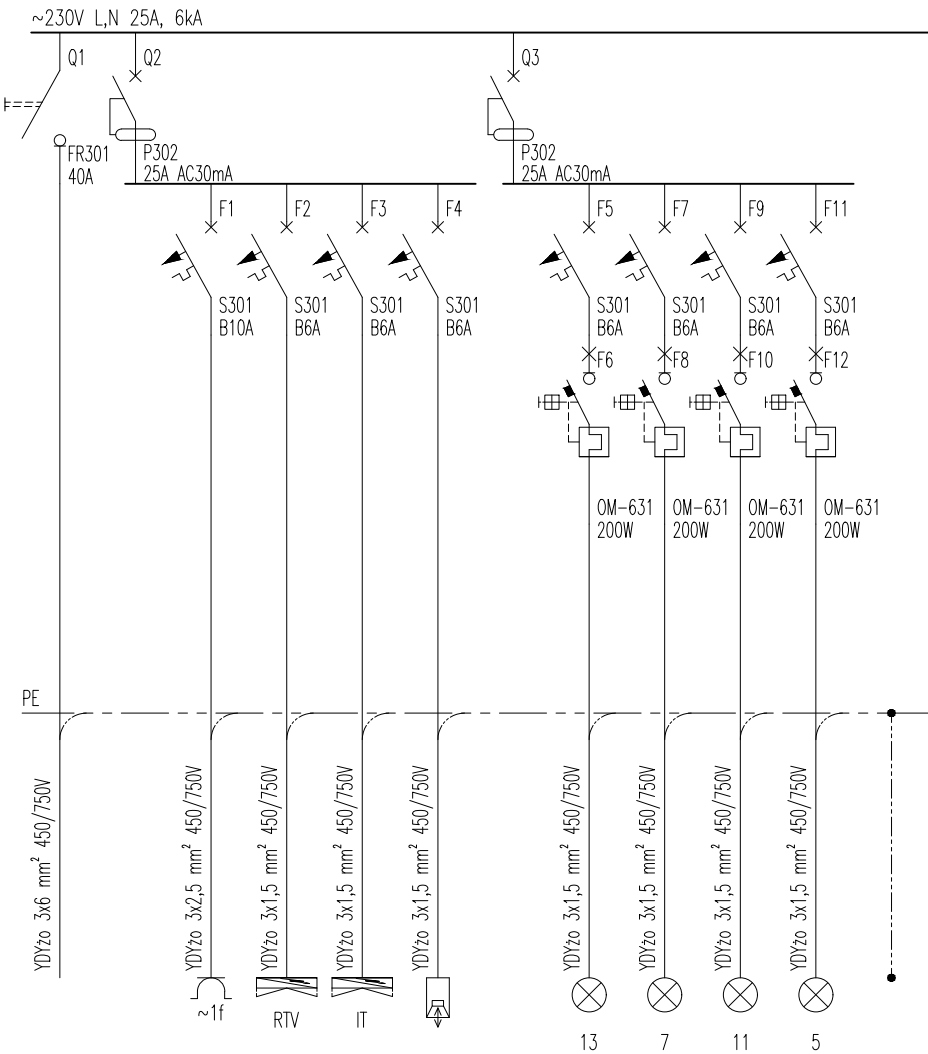 ~230V L,N 25A, 6kA
Q1
Q2
Q3
FR301
40A
P302
25A AC30mA
P302
25A AC30mA
F1
F2
F3
F4
F5
F7
F9
F11
S301
B10A
S301
B6A
S301
B6A
S301
B6A
S301
B6A
S301
B6A
S301
B6A
S301
B6A
F6
F8
F10
F12
OM-631
200W
OM-631
200W
OM-631
200W
OM-631
200W
PE
YDYżo 3x6 mm² 450/750V
YDYżo 3x2,5 mm² 450/750V
YDYżo 3x1,5 mm² 450/750V
YDYżo 3x1,5 mm² 450/750V
YDYżo 3x1,5 mm² 450/750V
YDYżo 3x1,5 mm² 450/750V
YDYżo 3x1,5 mm² 450/750V
YDYżo 3x1,5 mm² 450/750V
YDYżo 3x1,5 mm² 450/750V
~1f
RTV
IT
13
7
11
5